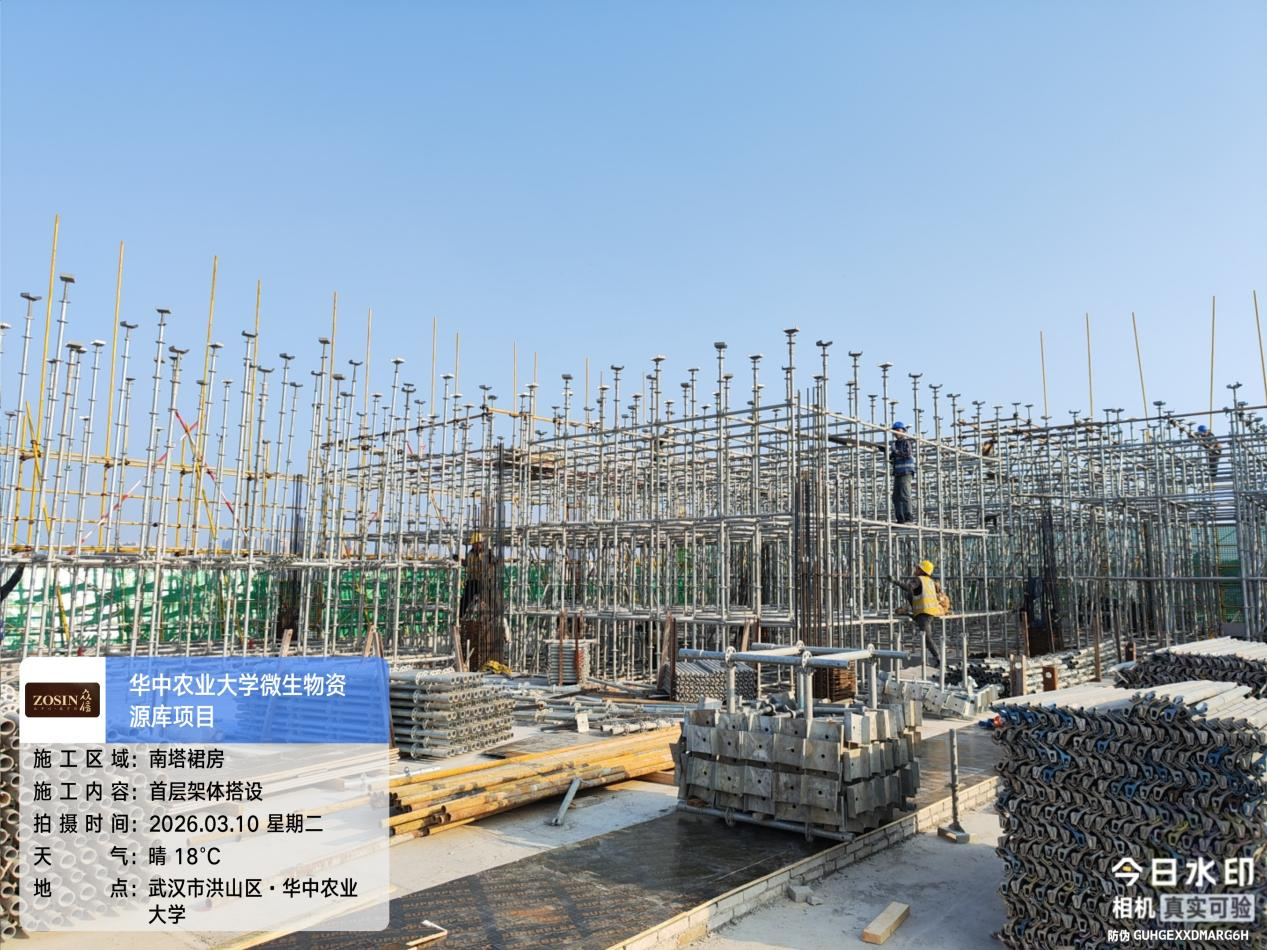 ZOSIN 众信
华中农业大学微生物资
源库项目
施工区域：南塔裙房
施工内容：首层架体搭设
拍摄时间：2026.03.10 星期二
天气：晴 18°C
地点：武汉市洪山区·华中农业
大学
今日水印
相机 真实可验
防伪 GUHGEXXDMARG6H